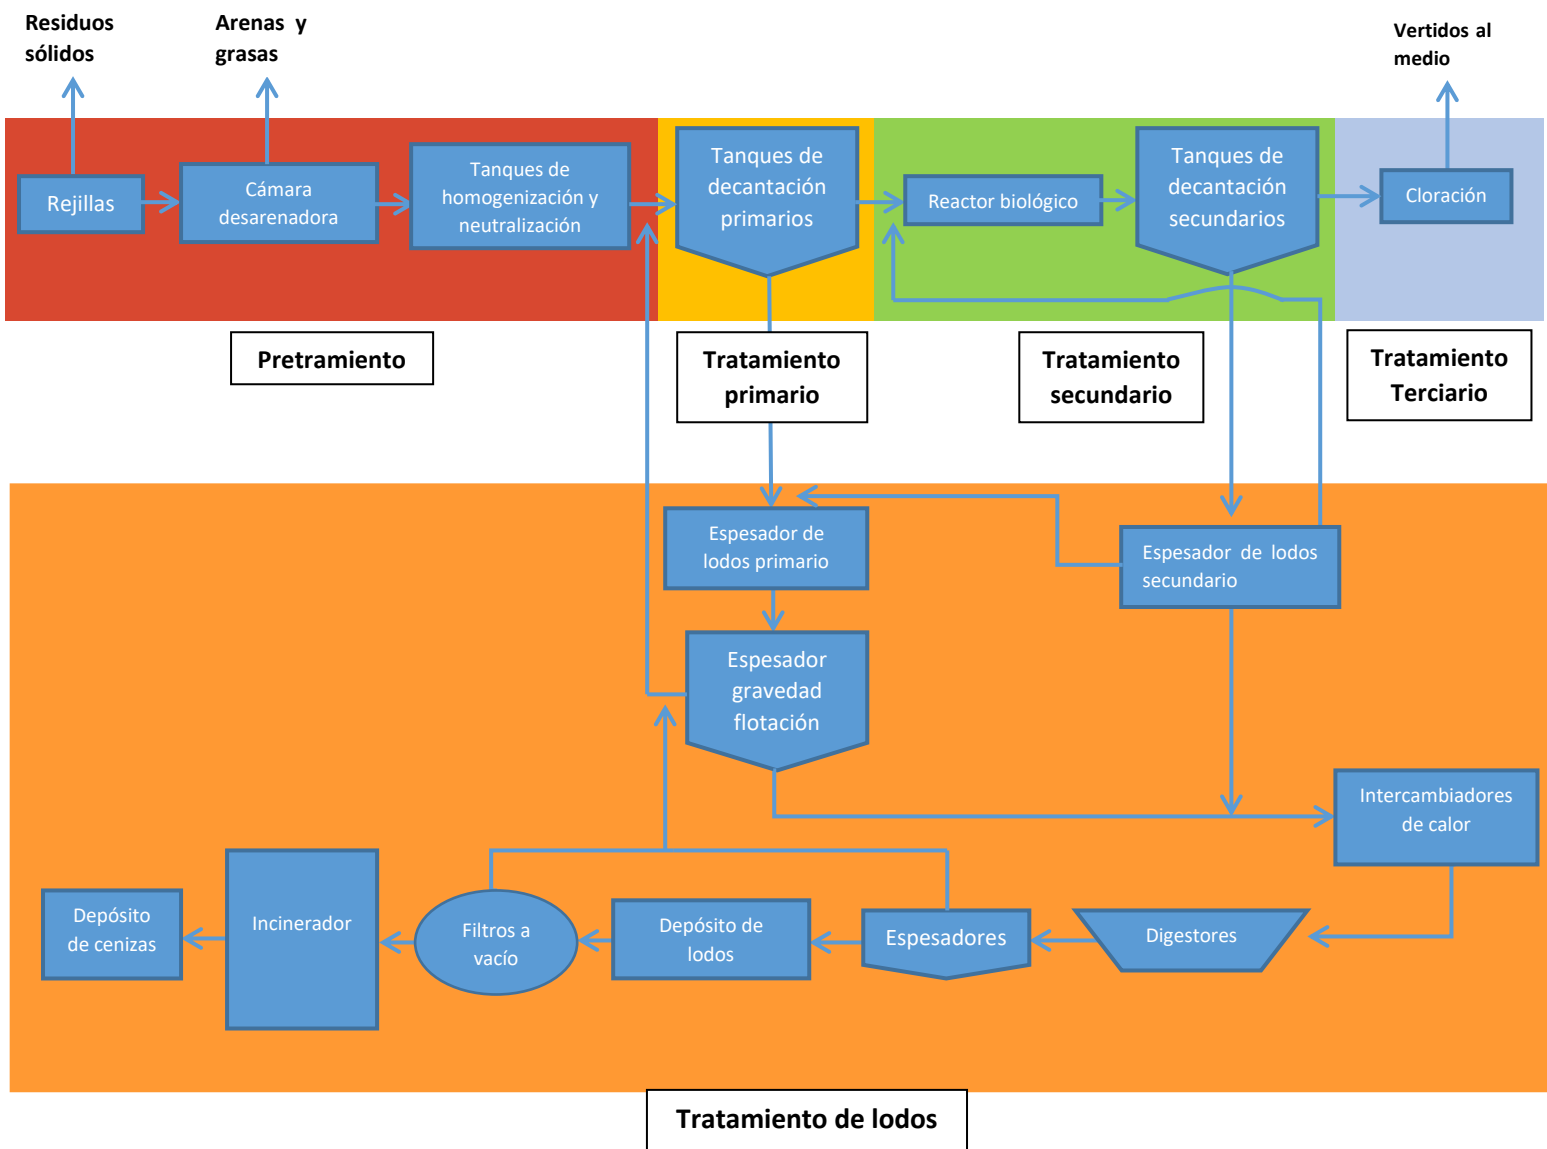 Residuos
sólidos
Arenas y
grasas
Vertidos al
medio
Rejillas
Cámara
desarenadora
Tanques de
homogenización y
neutralización
Tanques de
decantación
primarios
Reactor biológico
Tanques de
decantación
secundarios
Cloración
Pretramiento
Tratamiento
primario
Tratamiento
secundario
Tratamiento
Terciario
Espesador de
lodos primario
Espesador de lodos
secundario
Espesador
gravedad
flotación
Intercambiadores
de calor
Depósito
de cenizas
Incinerador
Filtros a
vacío
Depósito de
lodos
Espesadores
Digestores
Tratamiento de lodos